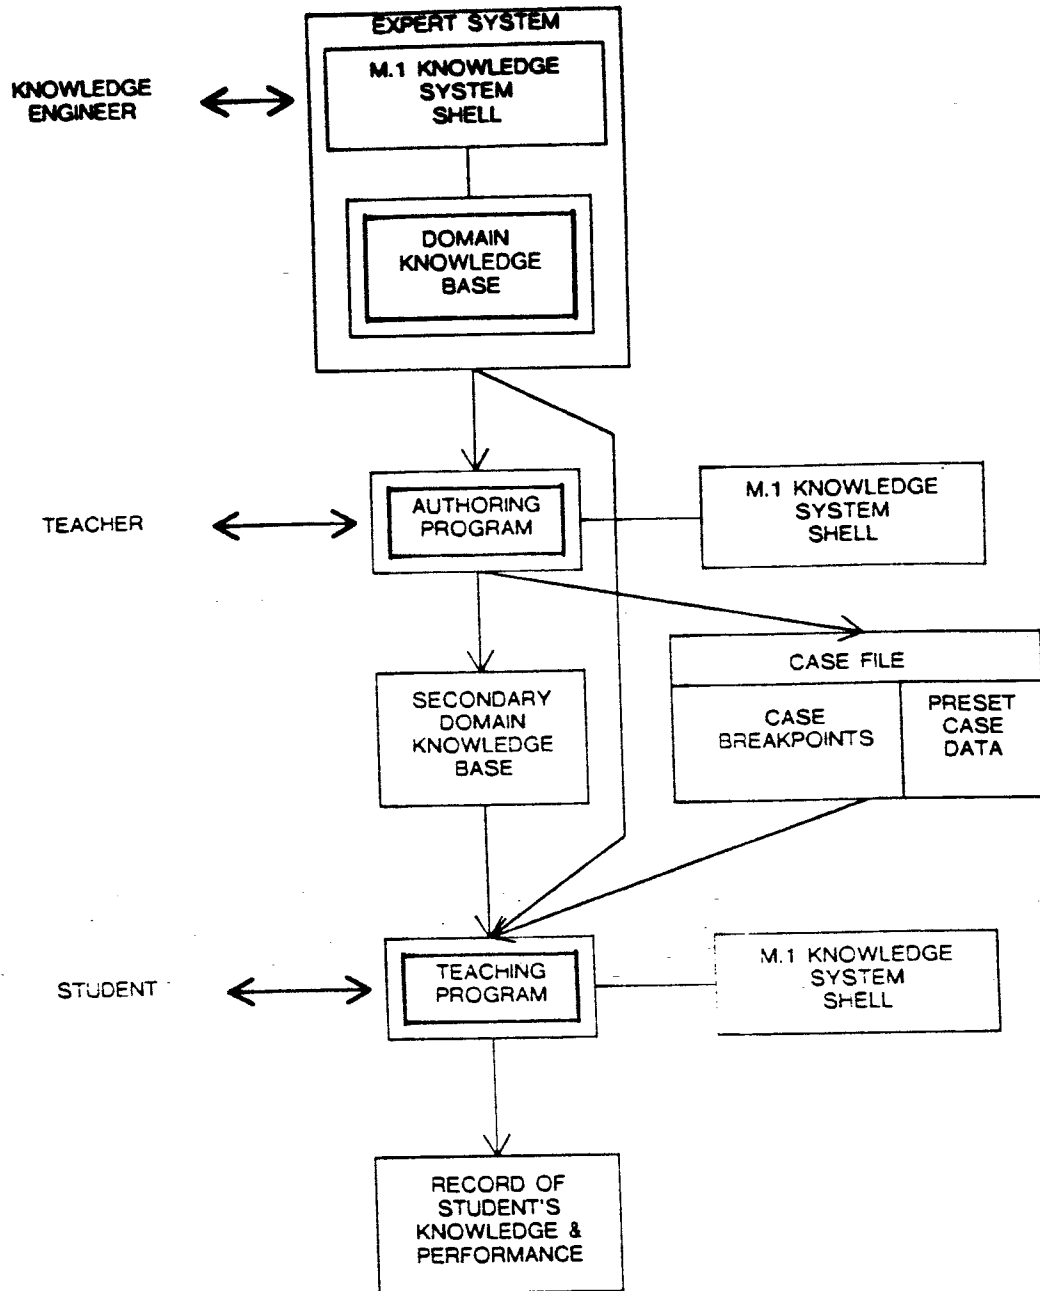 EXPERT SYSTEM
M.1 KNOWLEDGE
SYSTEM
SHELL
KNOWLEDGE
ENGINEER
DOMAIN
KNOWLEDGE
BASE
AUTHORING
PROGRAM
TEACHER
M.1 KNOWLEDGE
SYSTEM
SHELL
SECONDARY
DOMAIN
KNOWLEDGE
BASE
CASE FILE
CASE
BREAKPOINTS
PRESET
CASE
DATA
TEACHING
PROGRAM
STUDENT
M.1 KNOWLEDGE
SYSTEM
SHELL
RECORD OF
STUDENT'S
KNOWLEDGE &
PERFORMANCE